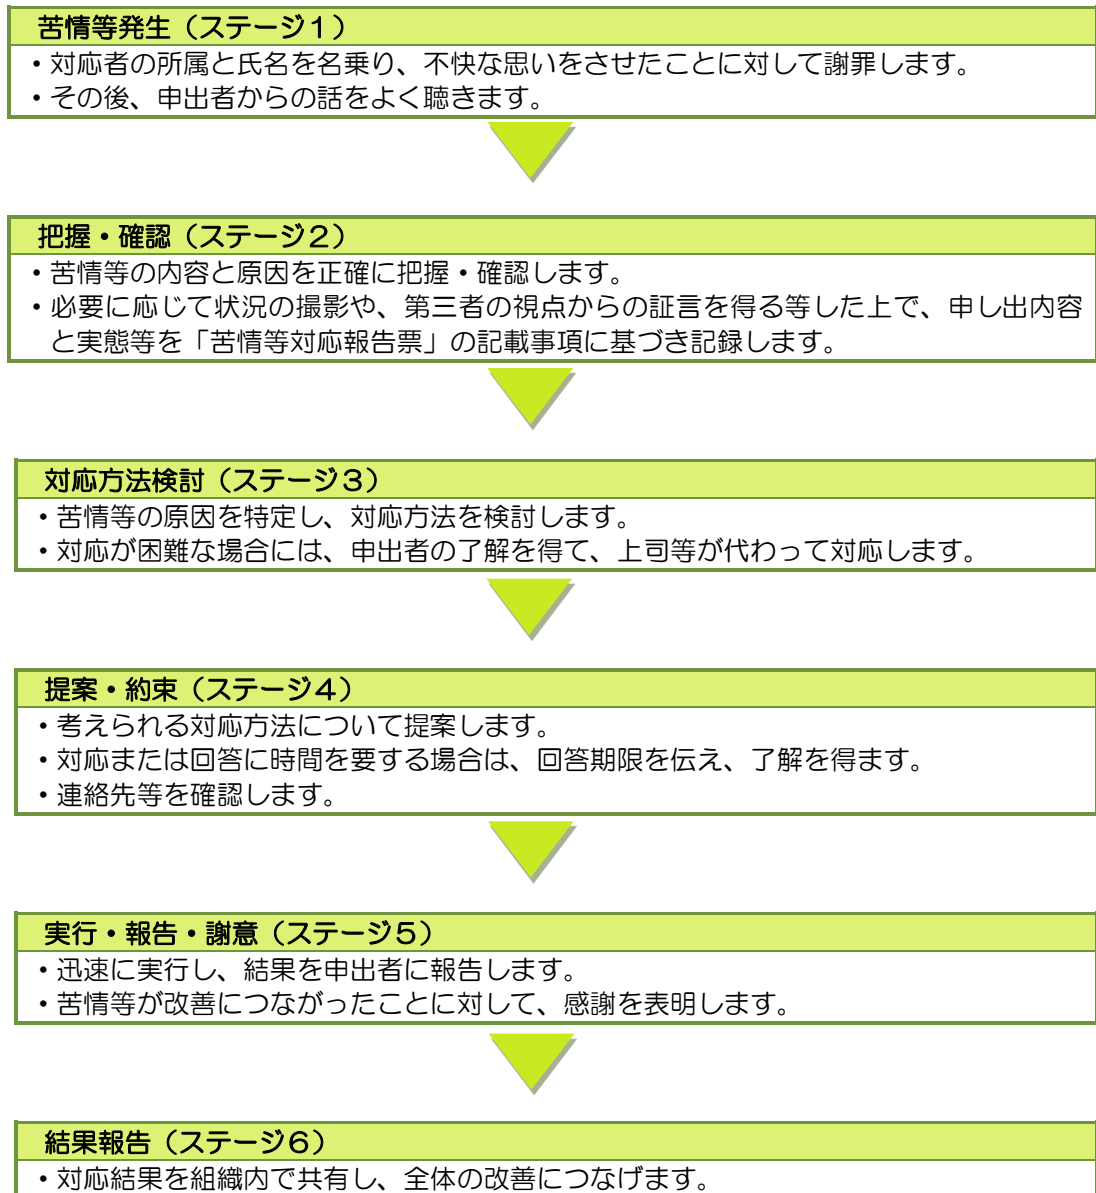 苦情等発生（ステージ１）
・対応者の所属と氏名を名乗り、不快な思いをさせたことに対して謝罪します。
・その後、申出者からの話をよく聴きます。
把握・確認（ステージ２）
・苦情等の内容と原因を正確に把握・確認します。
・必要に応じて状況の撮影や、第三者の視点からの証言を得る等した上で、申し出内容
と実態等を「苦情等対応報告票」の記載事項に基づき記録します。
対応方法検討（ステージ３）
・苦情等の原因を特定し、対応方法を検討します。
・対応が困難な場合には、申出者の了解を得て、上司等が代わって対応します。
提案・約束（ステージ４）
・考えられる対応方法について提案します。
・対応または回答に時間を要する場合は、回答期限を伝え、了解を得ます。
・連絡先等を確認します。
実行・報告・謝意（ステージ５）
・迅速に実行し、結果を申出者に報告します。
・苦情等が改善につながったことに対して、感謝を表明します。
結果報告（ステージ６）
・対応結果を組織内で共有し、全体の改善につなげます。